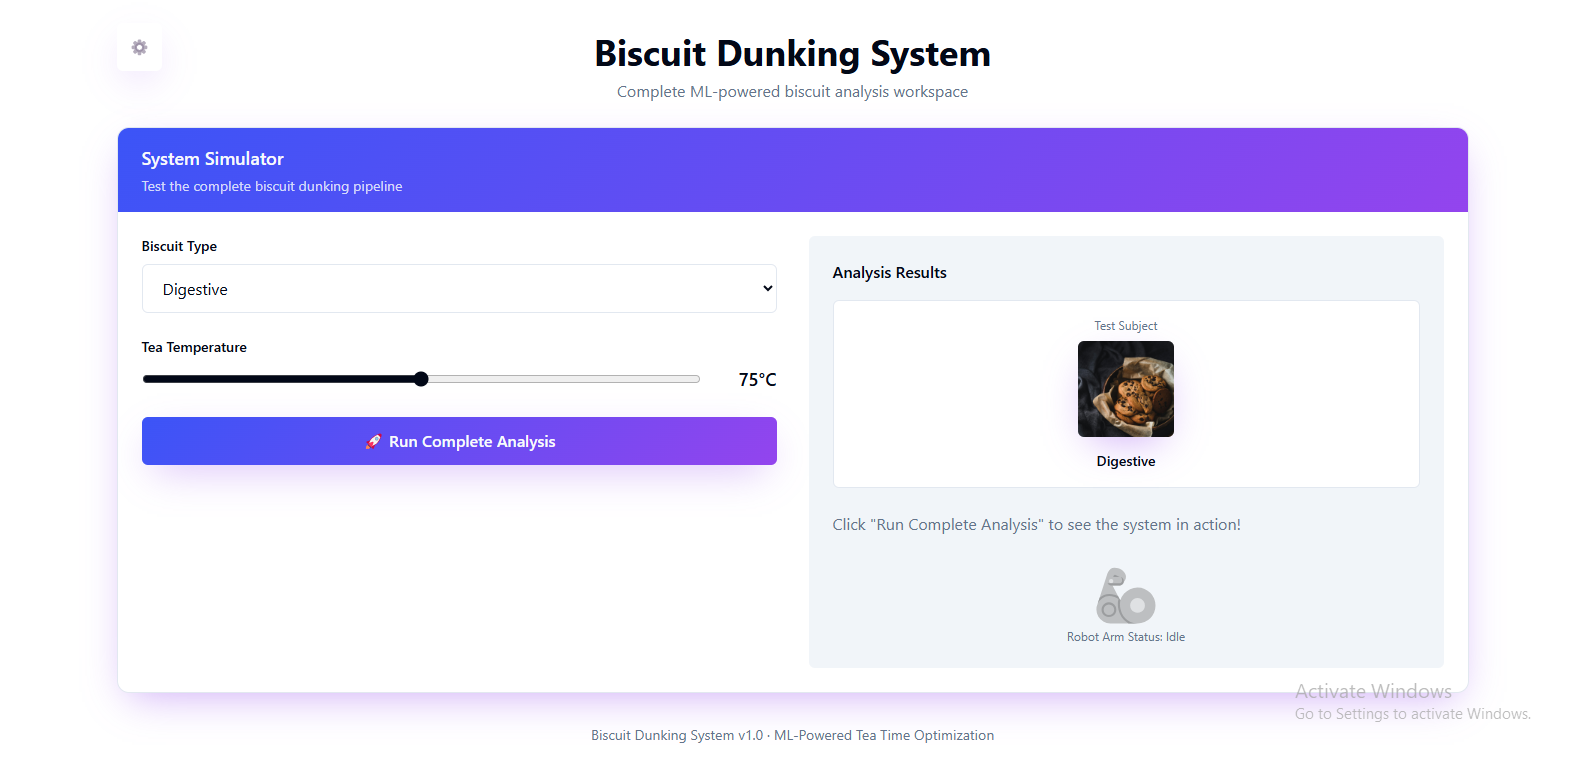 Biscuit Dunking System
Complete ML-powered biscuit analysis workspace
System Simulator
Test the complete biscuit dunking pipeline
Biscuit Type
Digestive
Tea Temperature
75°C
🚀 Run Complete Analysis
Analysis Results
Test Subject
Digestive
Click "Run Complete Analysis" to see the system in action!
Robot Arm Status: Idle
Activate Windows
Go to Settings to activate Windows.
Biscuit Dunking System v1.0 · ML-Powered Tea Time Optimization